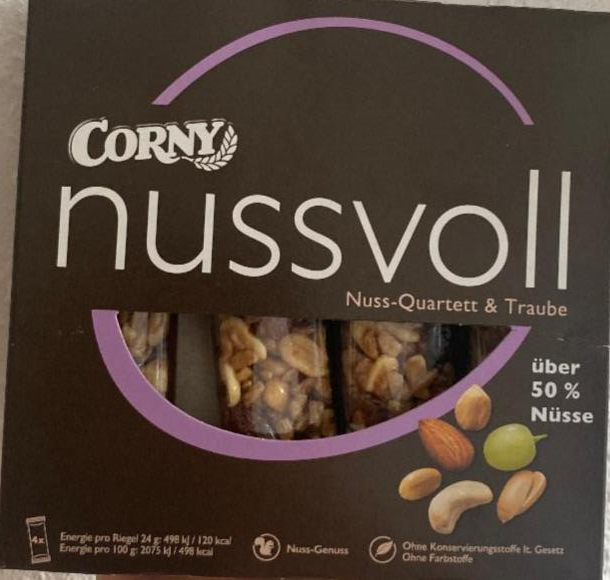 CORNY
nussvoll
Nuss-Quartett & Traube
über
50 %
Nüsse
4x
Energie pro Riegel 24 g: 498 kJ / 120 kcal
Energie pro 100 g: 2075 kJ / 498 kcal
Nuss-Genuss
Ohne Konservierungsstoffe lt. Gesetz
Ohne Farbstoffe